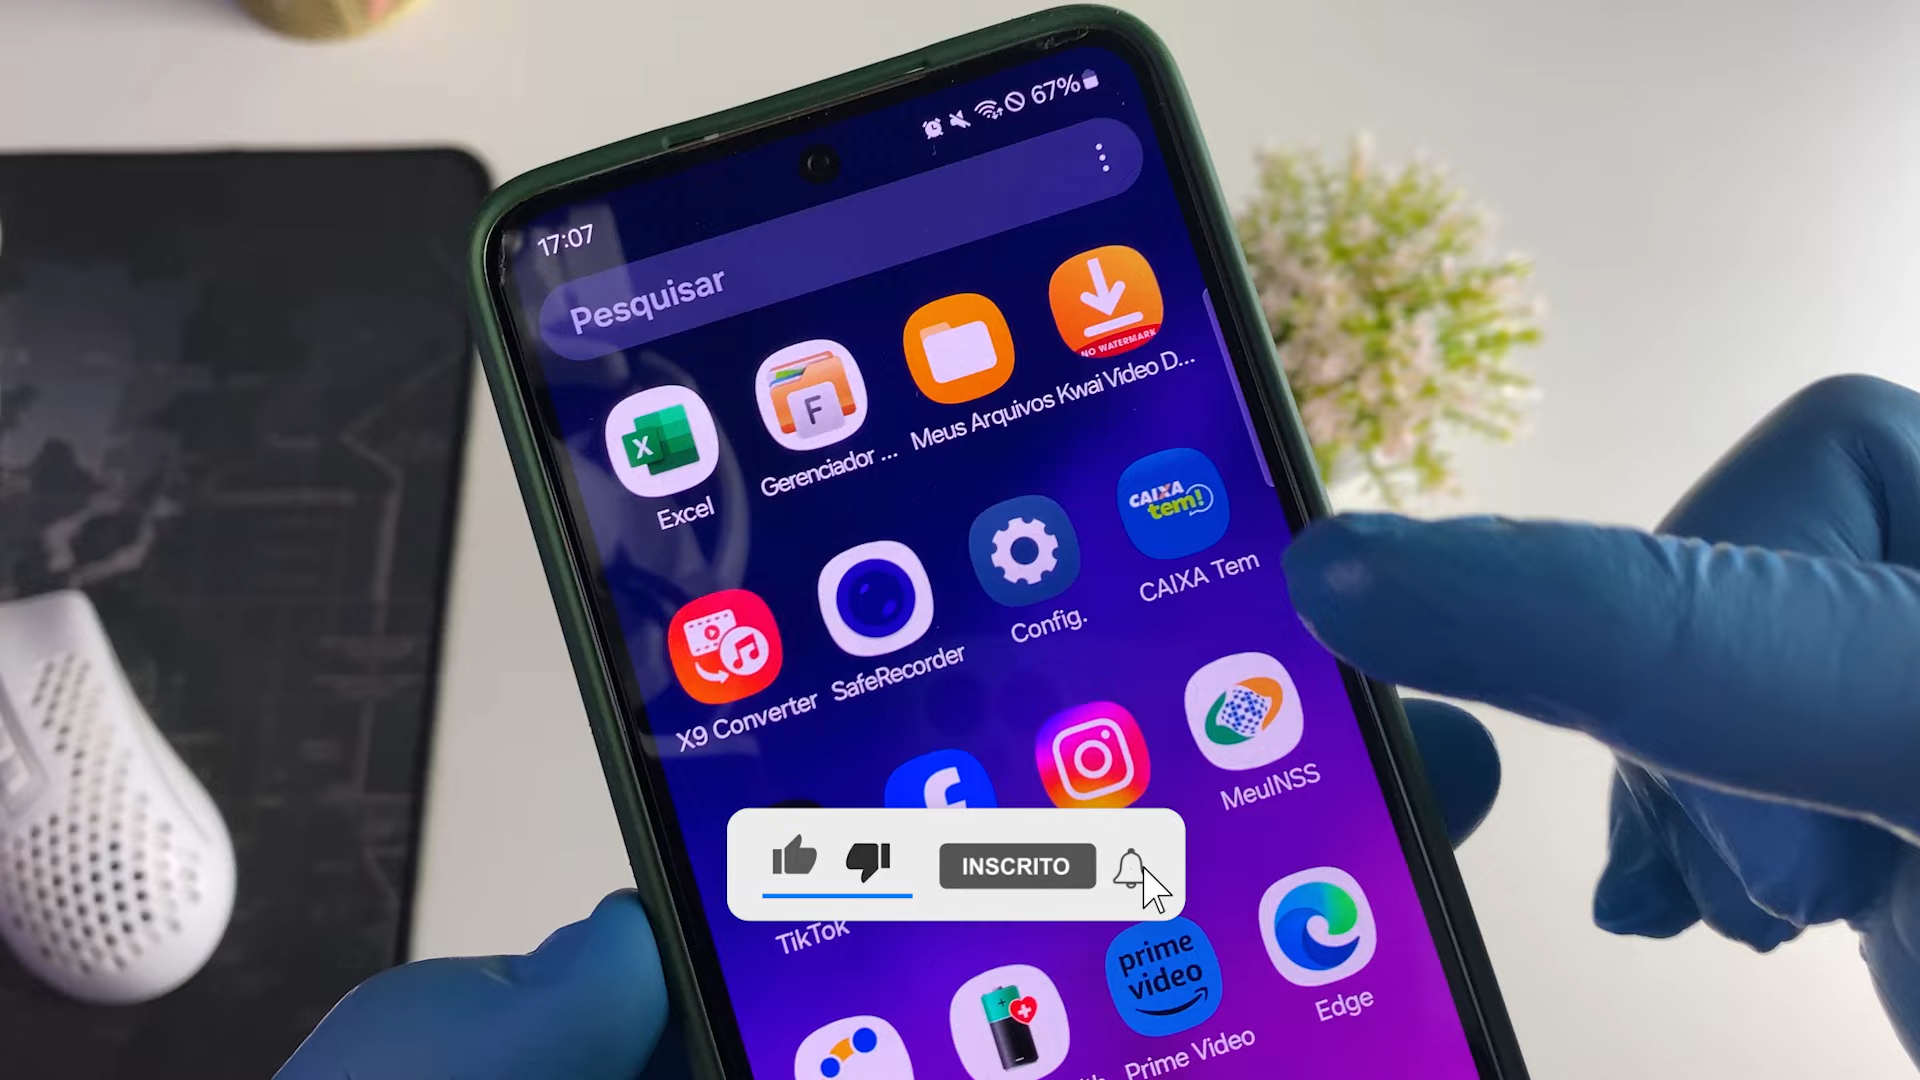 67%
17:07
Pesquisar
NO WATERMARK
X
F
Excel
Gerenciador ...
Meus Arquivos
Kwai Video D...
CAIXA
tem!
X9 Converter
SafeRecorder
Config.
CAIXA Tem
MeuINSS
INSCRITO
TikTok
prime
video
Prime Video
Edge